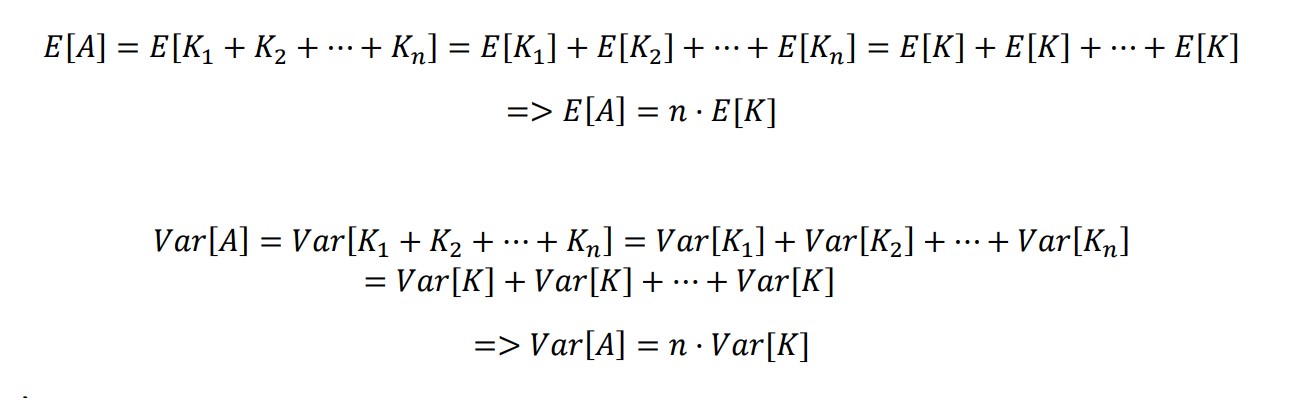 E[A] = E[K₁ + K₂ + ⋯ + Kₙ] = E[K₁] + E[K₂] + ⋯ + E[Kₙ] = E[K] + E[K] + ⋯ + E[K]
=> E[A] = n · E[K]
Var[A] = Var[K₁ + K₂ + ⋯ + Kₙ] = Var[K₁] + Var[K₂] + ⋯ + Var[Kₙ]
= Var[K] + Var[K] + ⋯ + Var[K]
=> Var[A] = n · Var[K]